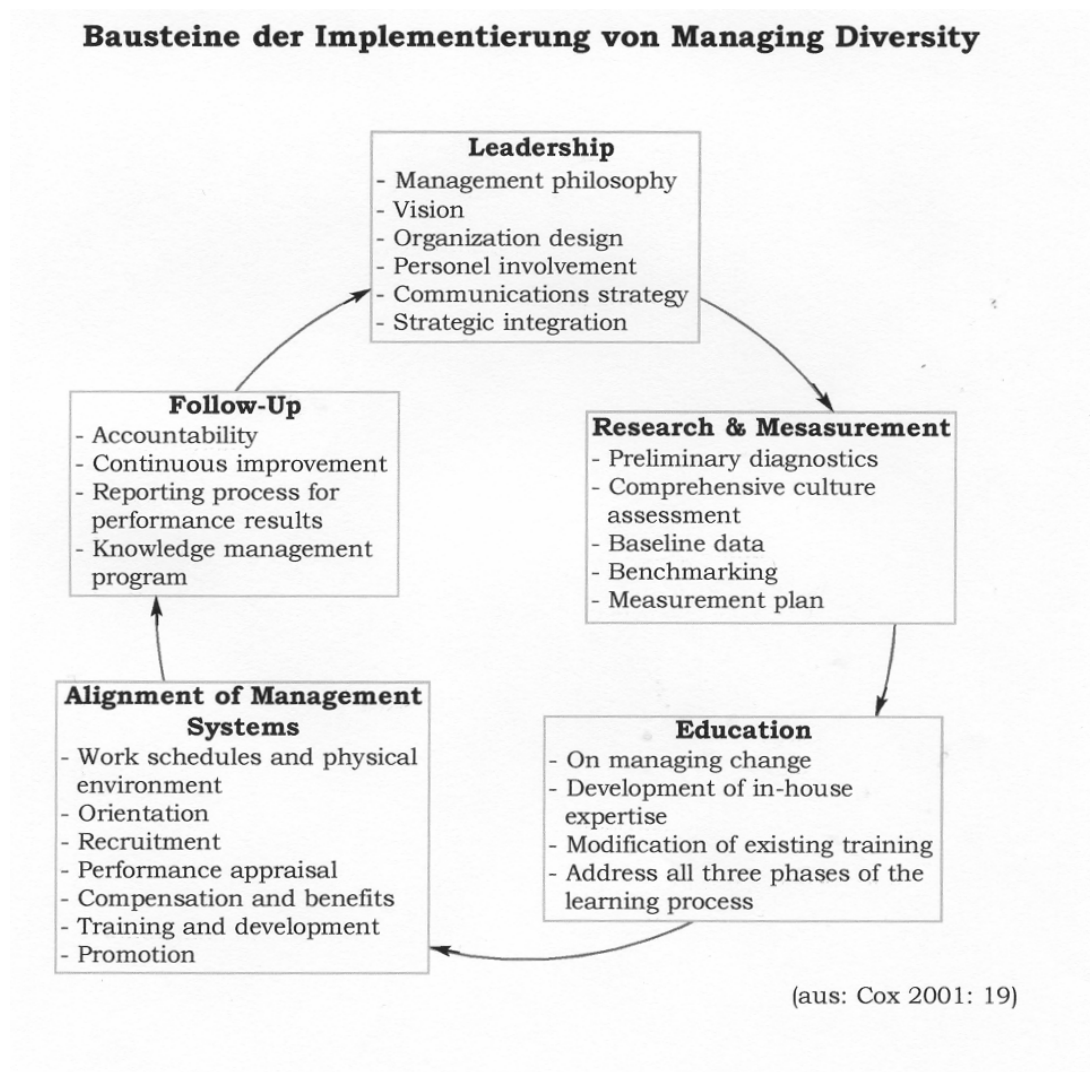 Bausteine der Implementierung von Managing Diversity
Leadership
- Management philosophy
- Vision
- Organization design
- Personel involvement
- Communications strategy
- Strategic integration
Research & Mesasurement
- Preliminary diagnostics
- Comprehensive culture
assessment
- Baseline data
- Benchmarking
- Measurement plan
Education
- On managing change
- Development of in-house
expertise
- Modification of existing training
- Address all three phases of the
learning process
Alignment of Management
Systems
- Work schedules and physical
environment
- Orientation
- Recruitment
- Performance appraisal
- Compensation and benefits
- Training and development
- Promotion
Follow-Up
- Accountability
- Continuous improvement
- Reporting process for
performance results
- Knowledge management
program
(aus: Cox 2001: 19)